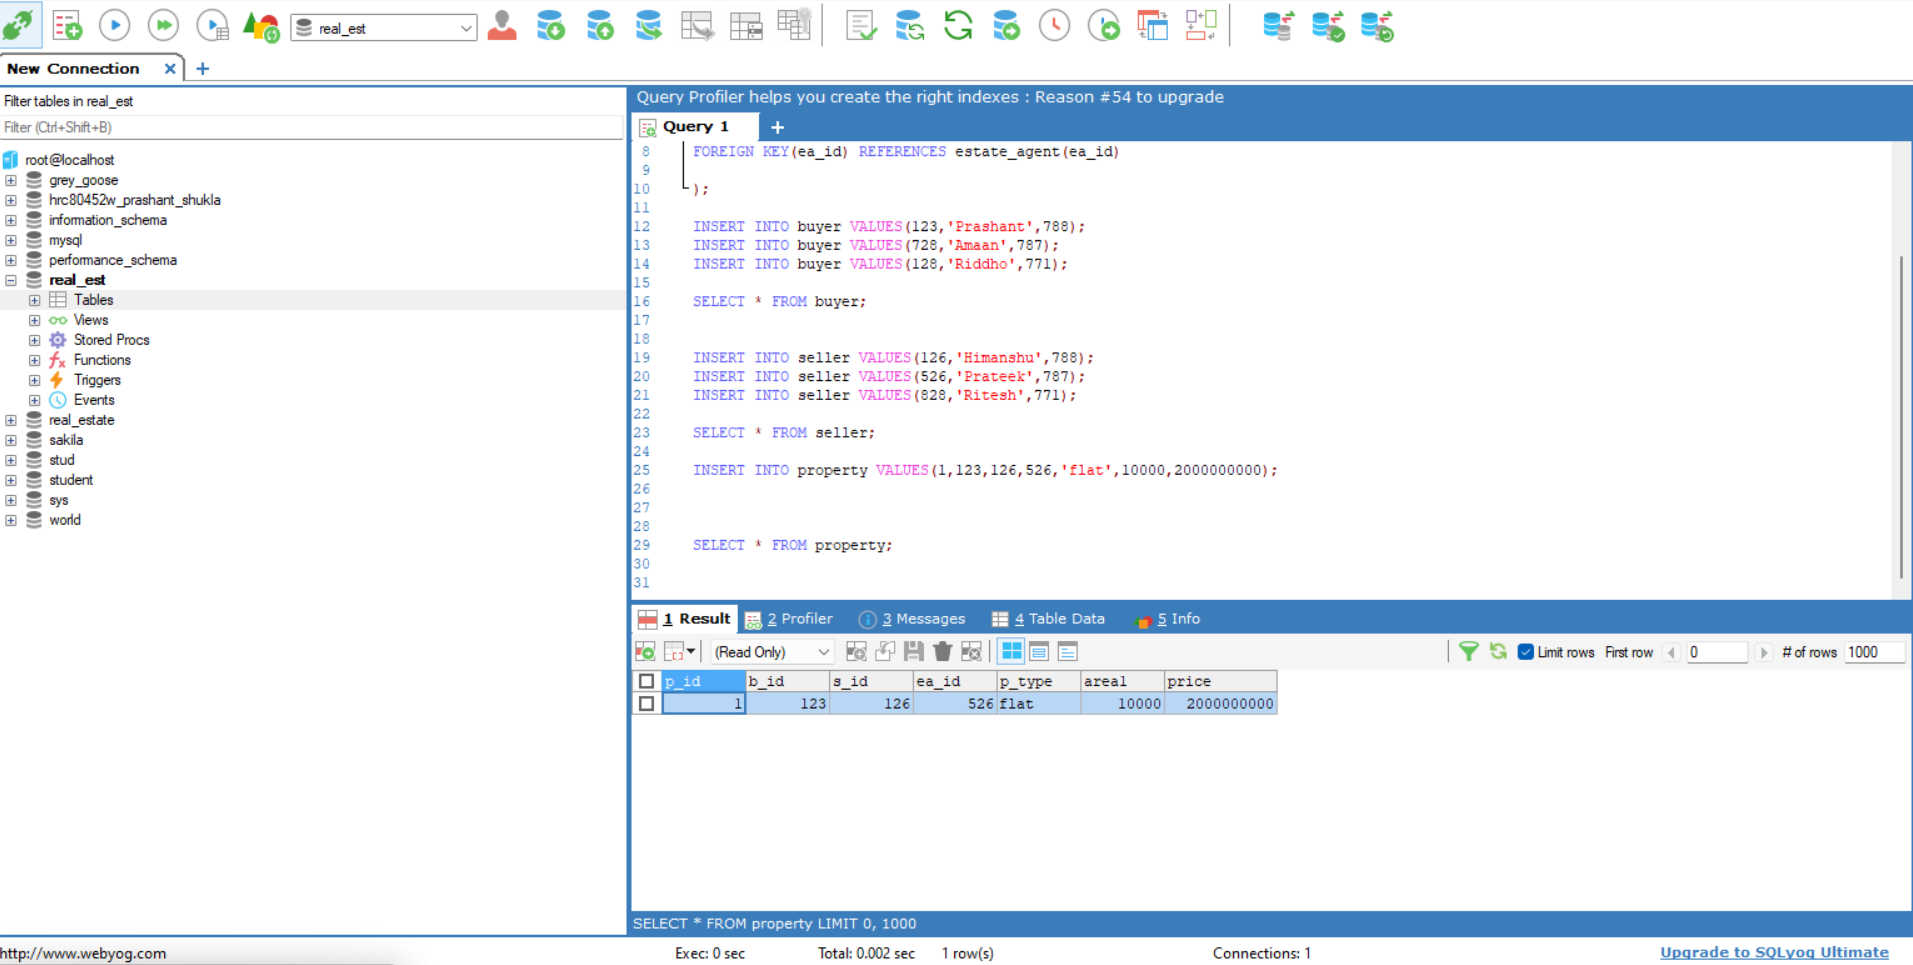 real_est
New Connection
Filter tables in real_est
Filter (Ctrl+Shift+B)
root@localhost
grey_goose
hrc80452w_prashant_shukla
information_schema
mysql
performance_schema
real_est
Tables
Views
Stored Procs
Functions
Triggers
Events
real_estate
sakila
stud
student
sys
world
Query Profiler helps you create the right indexes : Reason #54 to upgrade
Query 1
8 FOREIGN KEY(ea_id) REFERENCES estate_agent(ea_id)
9
10 );
11
12 INSERT INTO buyer VALUES(123,'Prashant',788);
13 INSERT INTO buyer VALUES(728,'Amaan',787);
14 INSERT INTO buyer VALUES(128,'Riddho',771);
15
16 SELECT * FROM buyer;
17
18
19 INSERT INTO seller VALUES(126,'Himanshu',788);
20 INSERT INTO seller VALUES(526,'Prateek',787);
21 INSERT INTO seller VALUES(828,'Ritesh',771);
22
23 SELECT * FROM seller;
24
25 INSERT INTO property VALUES(1,123,126,526,'flat',10000,2000000000);
26
27
28
29 SELECT * FROM property;
30
31
1 Result 2 Profiler 3 Messages 4 Table Data 5 Info
(Read Only) Limit rows First row 0 # of rows 1000
p_id b_id s_id ea_id p_type areal price
1 123 126 526 flat 10000 2000000000
SELECT * FROM property LIMIT 0, 1000
http://www.webyog.com Exec: 0 sec Total: 0.002 sec 1 row(s) Connections: 1 Upgrade to SQLyog Ultimate